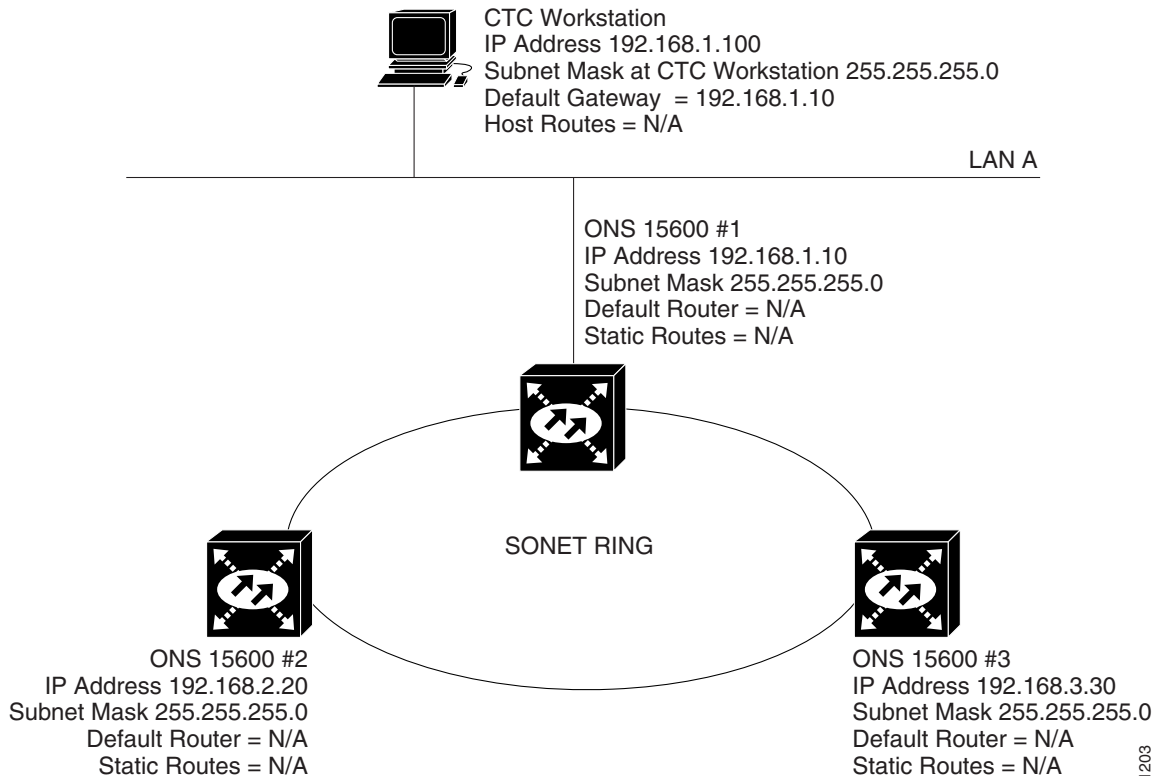 CTC Workstation
IP Address 192.168.1.100
Subnet Mask at CTC Workstation 255.255.255.0
Default Gateway = 192.168.1.10
Host Routes = N/A
LAN A
ONS 15600 #1
IP Address 192.168.1.10
Subnet Mask 255.255.255.0
Default Router = N/A
Static Routes = N/A
SONET RING
ONS 15600 #2
IP Address 192.168.2.20
Subnet Mask 255.255.255.0
Default Router = N/A
Static Routes = N/A
ONS 15600 #3
IP Address 192.168.3.30
Subnet Mask 255.255.255.0
Default Router = N/A
Static Routes = N/A